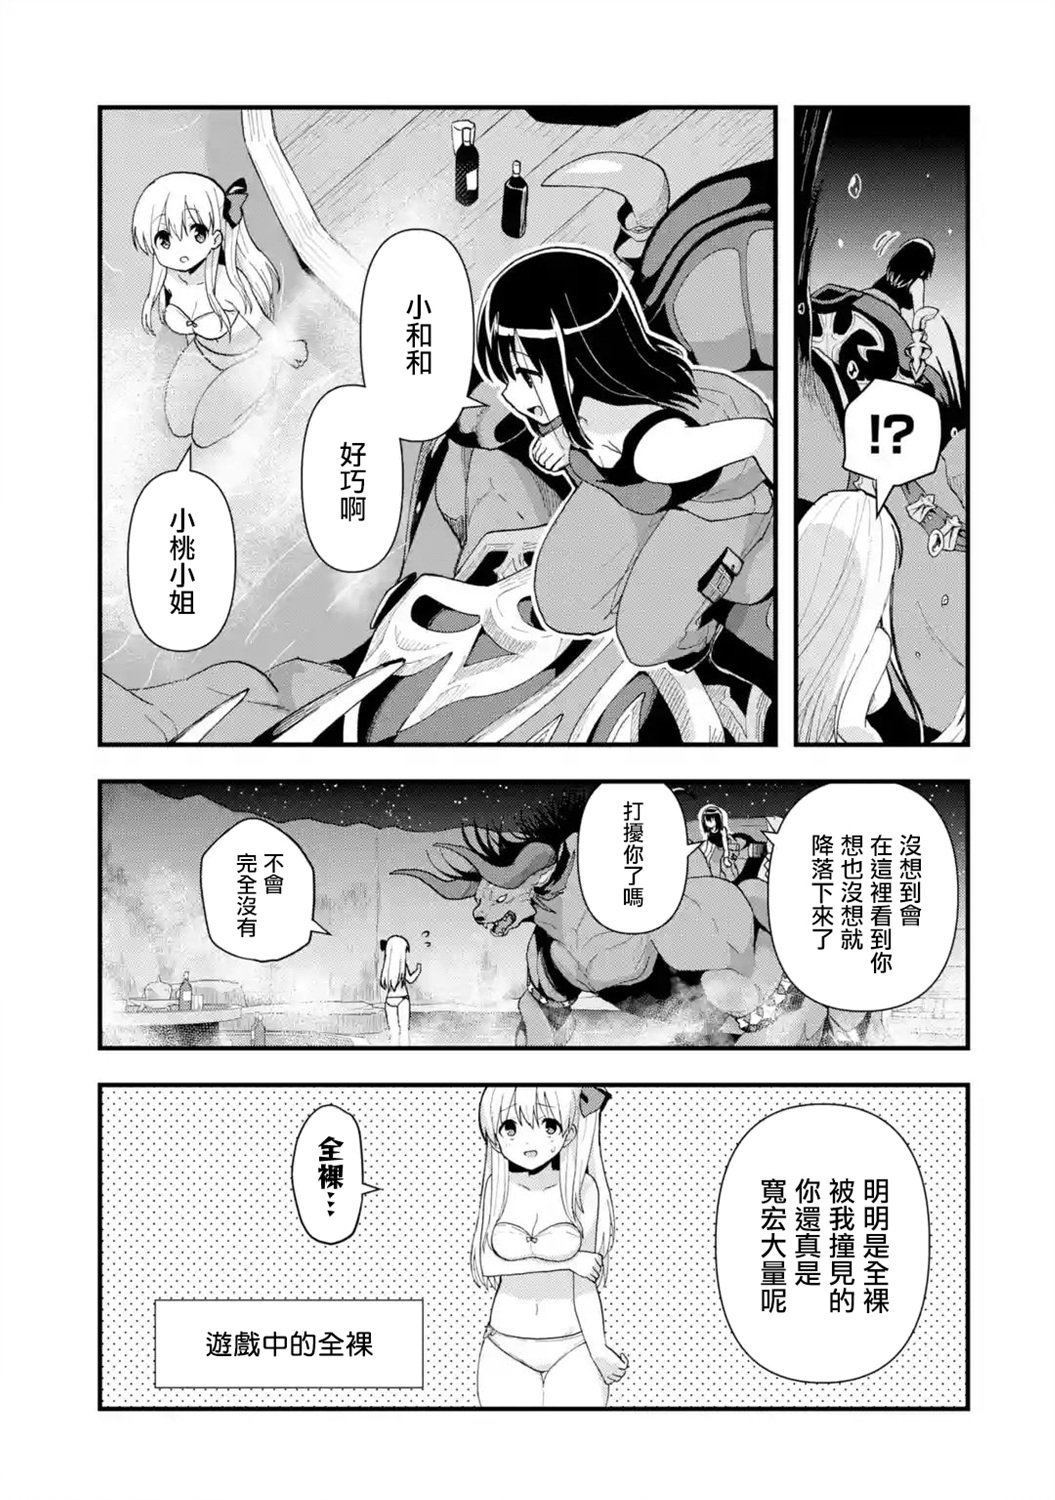 !?
小和和
好巧啊
小桃小姐
沒想到會
在這裡看到你
想也沒想就
降落下來了
打擾你了嗎
不會
完全沒有
明明是全裸
被我撞見的
你還真是
寬宏大量呢
全裸…
遊戲中的全裸